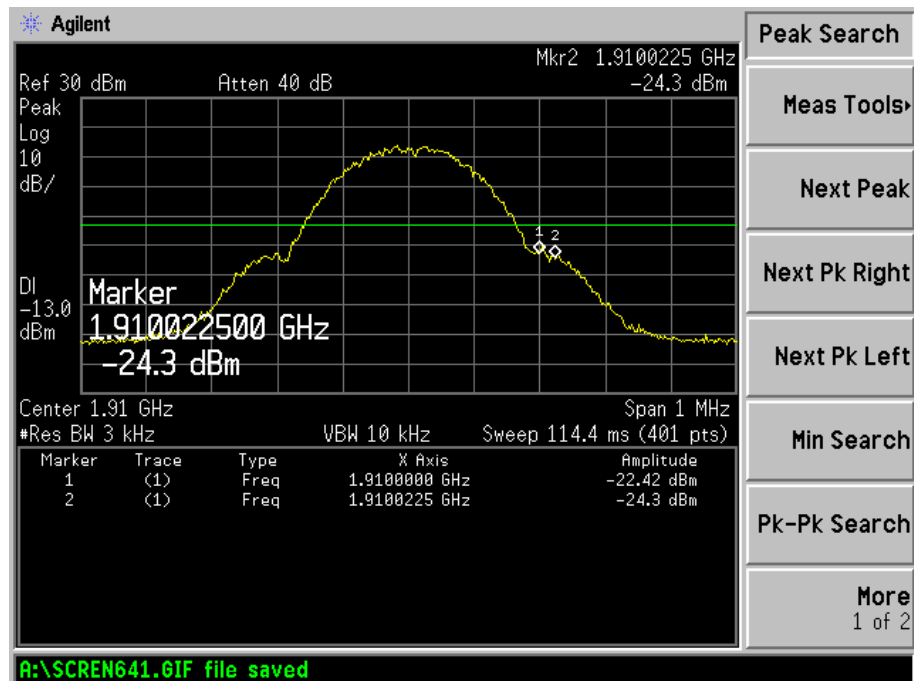 Agilent
Peak Search
Mkr2 1.9100225 GHz
Ref 30 dBm Atten 40 dB -24.3 dBm
Peak
Log
10
dB/
1 2
DI
-13.0
dBm
Marker
1.910022500 GHz
-24.3 dBm
Center 1.91 GHz Span 1 MHz
#Res BW 3 kHz VBW 10 kHz Sweep 114.4 ms (401 pts)
Marker Trace Type X Axis Amplitude
1 (1) Freq 1.9100000 GHz -22.42 dBm
2 (1) Freq 1.9100225 GHz -24.3 dBm
Meas Tools
Next Peak
Next Pk Right
Next Pk Left
Min Search
Pk-Pk Search
More
1 of 2
A:\SCREN641.GIF file saved